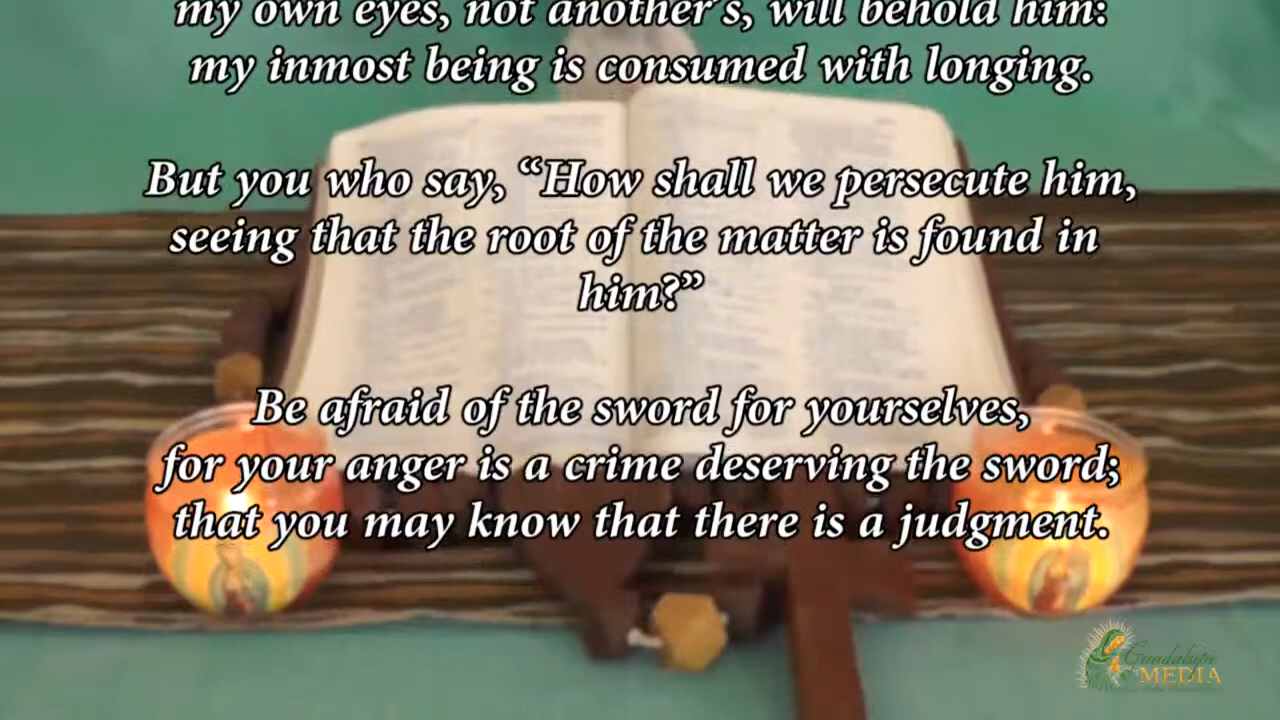 my own eyes, not another's, will behold him:
my inmost being is consumed with longing.
But you who say, “How shall we persecute him,
seeing that the root of the matter is found in
him?”
Be afraid of the sword for yourselves,
for your anger is a crime deserving the sword;
that you may know that there is a judgment.
Guadalupe
MEDIA